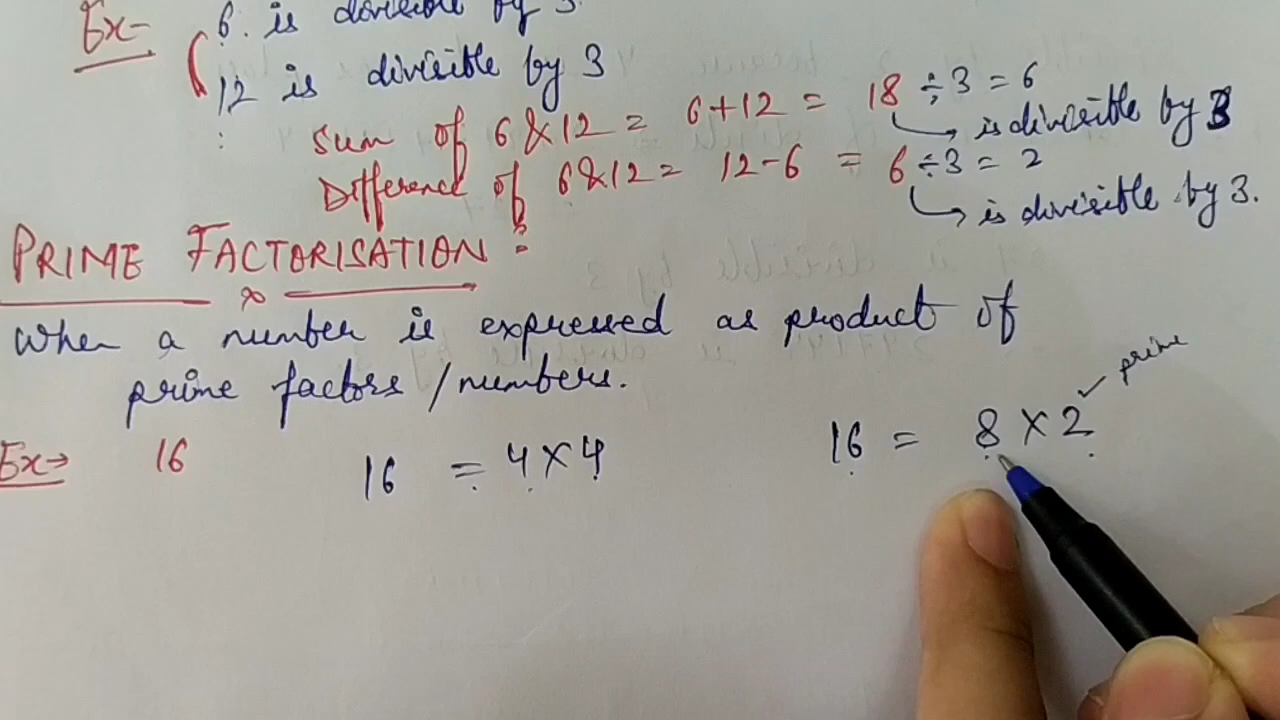 Ex- 6. is divisible by 3.
12 is divisible by 3
:
Sum of 6 & 12 = 6+12 = 18 ÷ 3 = 6
is divisible by 3
Difference of 6 & 12 = 12-6 = 6 ÷ 3 = 2
is divisible by 3.
PRIME FACTORISATION :
When a number is expressed as product of
prime factors / numbers.
prime
Ex→ 16 16 = 4×4 16 = 8×2